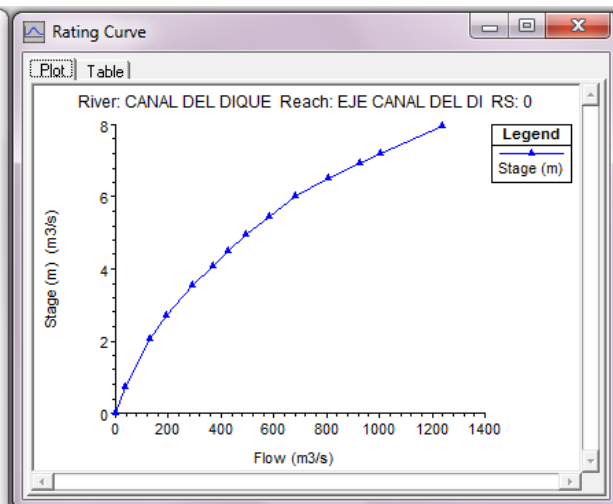 Rating Curve
Plot Table
River: CANAL DEL DIQUE Reach: EJE CANAL DEL DI RS: 0
Legend
Stage (m)
8
6
4
2
0
Stage (m) (m3/s)
0 200 400 600 800 1000 1200 1400
Flow (m3/s)